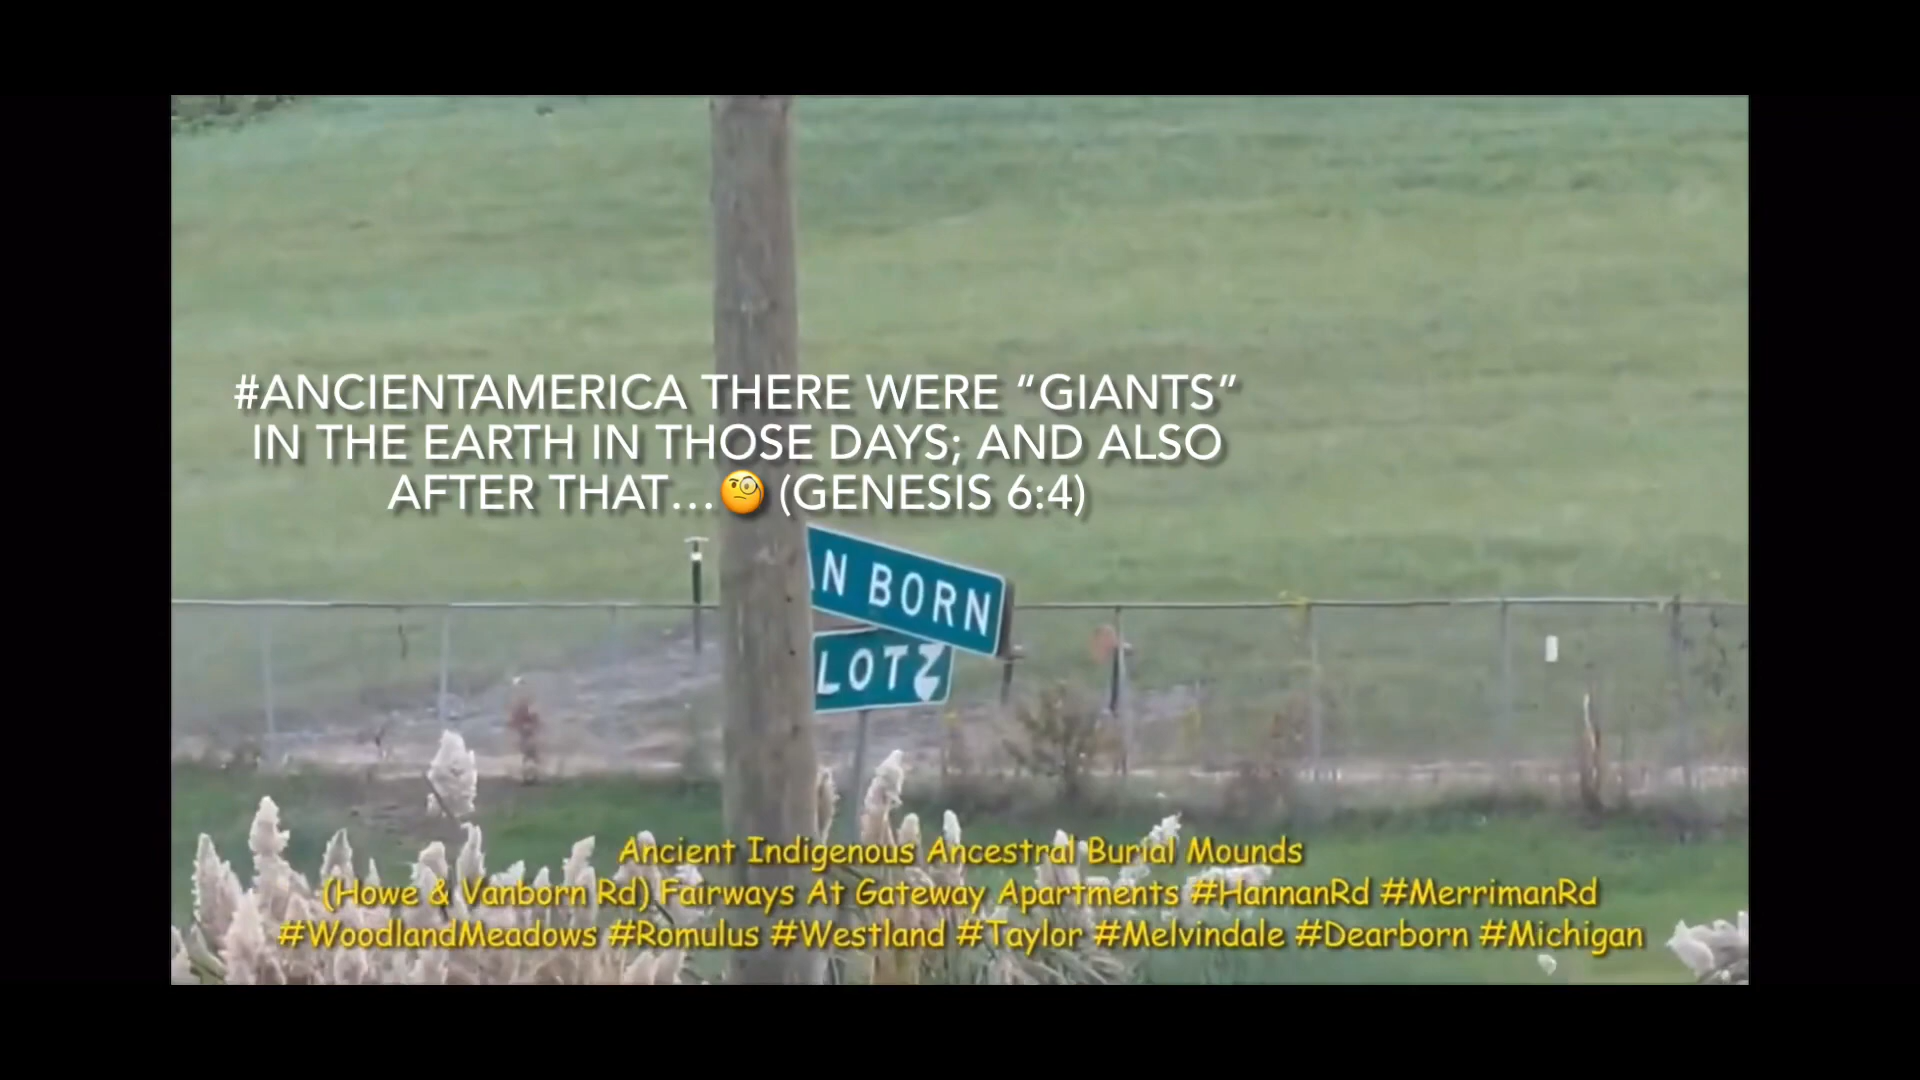 #ANCIENTAMERICA THERE WERE “GIANTS”
IN THE EARTH IN THOSE DAYS; AND ALSO
AFTER THAT...🧐 (GENESIS 6:4)
N BORN
LOTZ
Ancient Indigenous Ancestral Burial Mounds
(Howe & Vanborn Rd) Fairways At Gateway Apartments #HannanRd #MerrimanRd
#WoodlandMeadows #Romulus #Westland #Taylor #Melvindale #Dearborn #Michigan